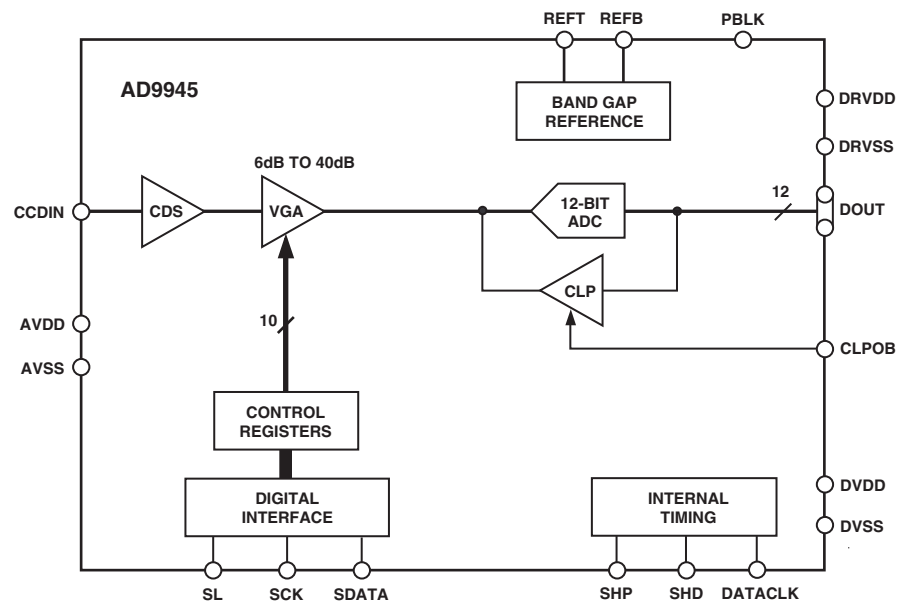 REFT REFB PBLK
AD9945
BAND GAP
REFERENCE
DRVDD
DRVSS
6dB TO 40dB
CCDIN
CDS
VGA
12-BIT
ADC
12
DOUT
CLP
AVDD
10
CLPOB
AVSS
CONTROL
REGISTERS
DIGITAL
INTERFACE
INTERNAL
TIMING
DVDD
DVSS
SL SCK SDATA SHP SHD DATACLK